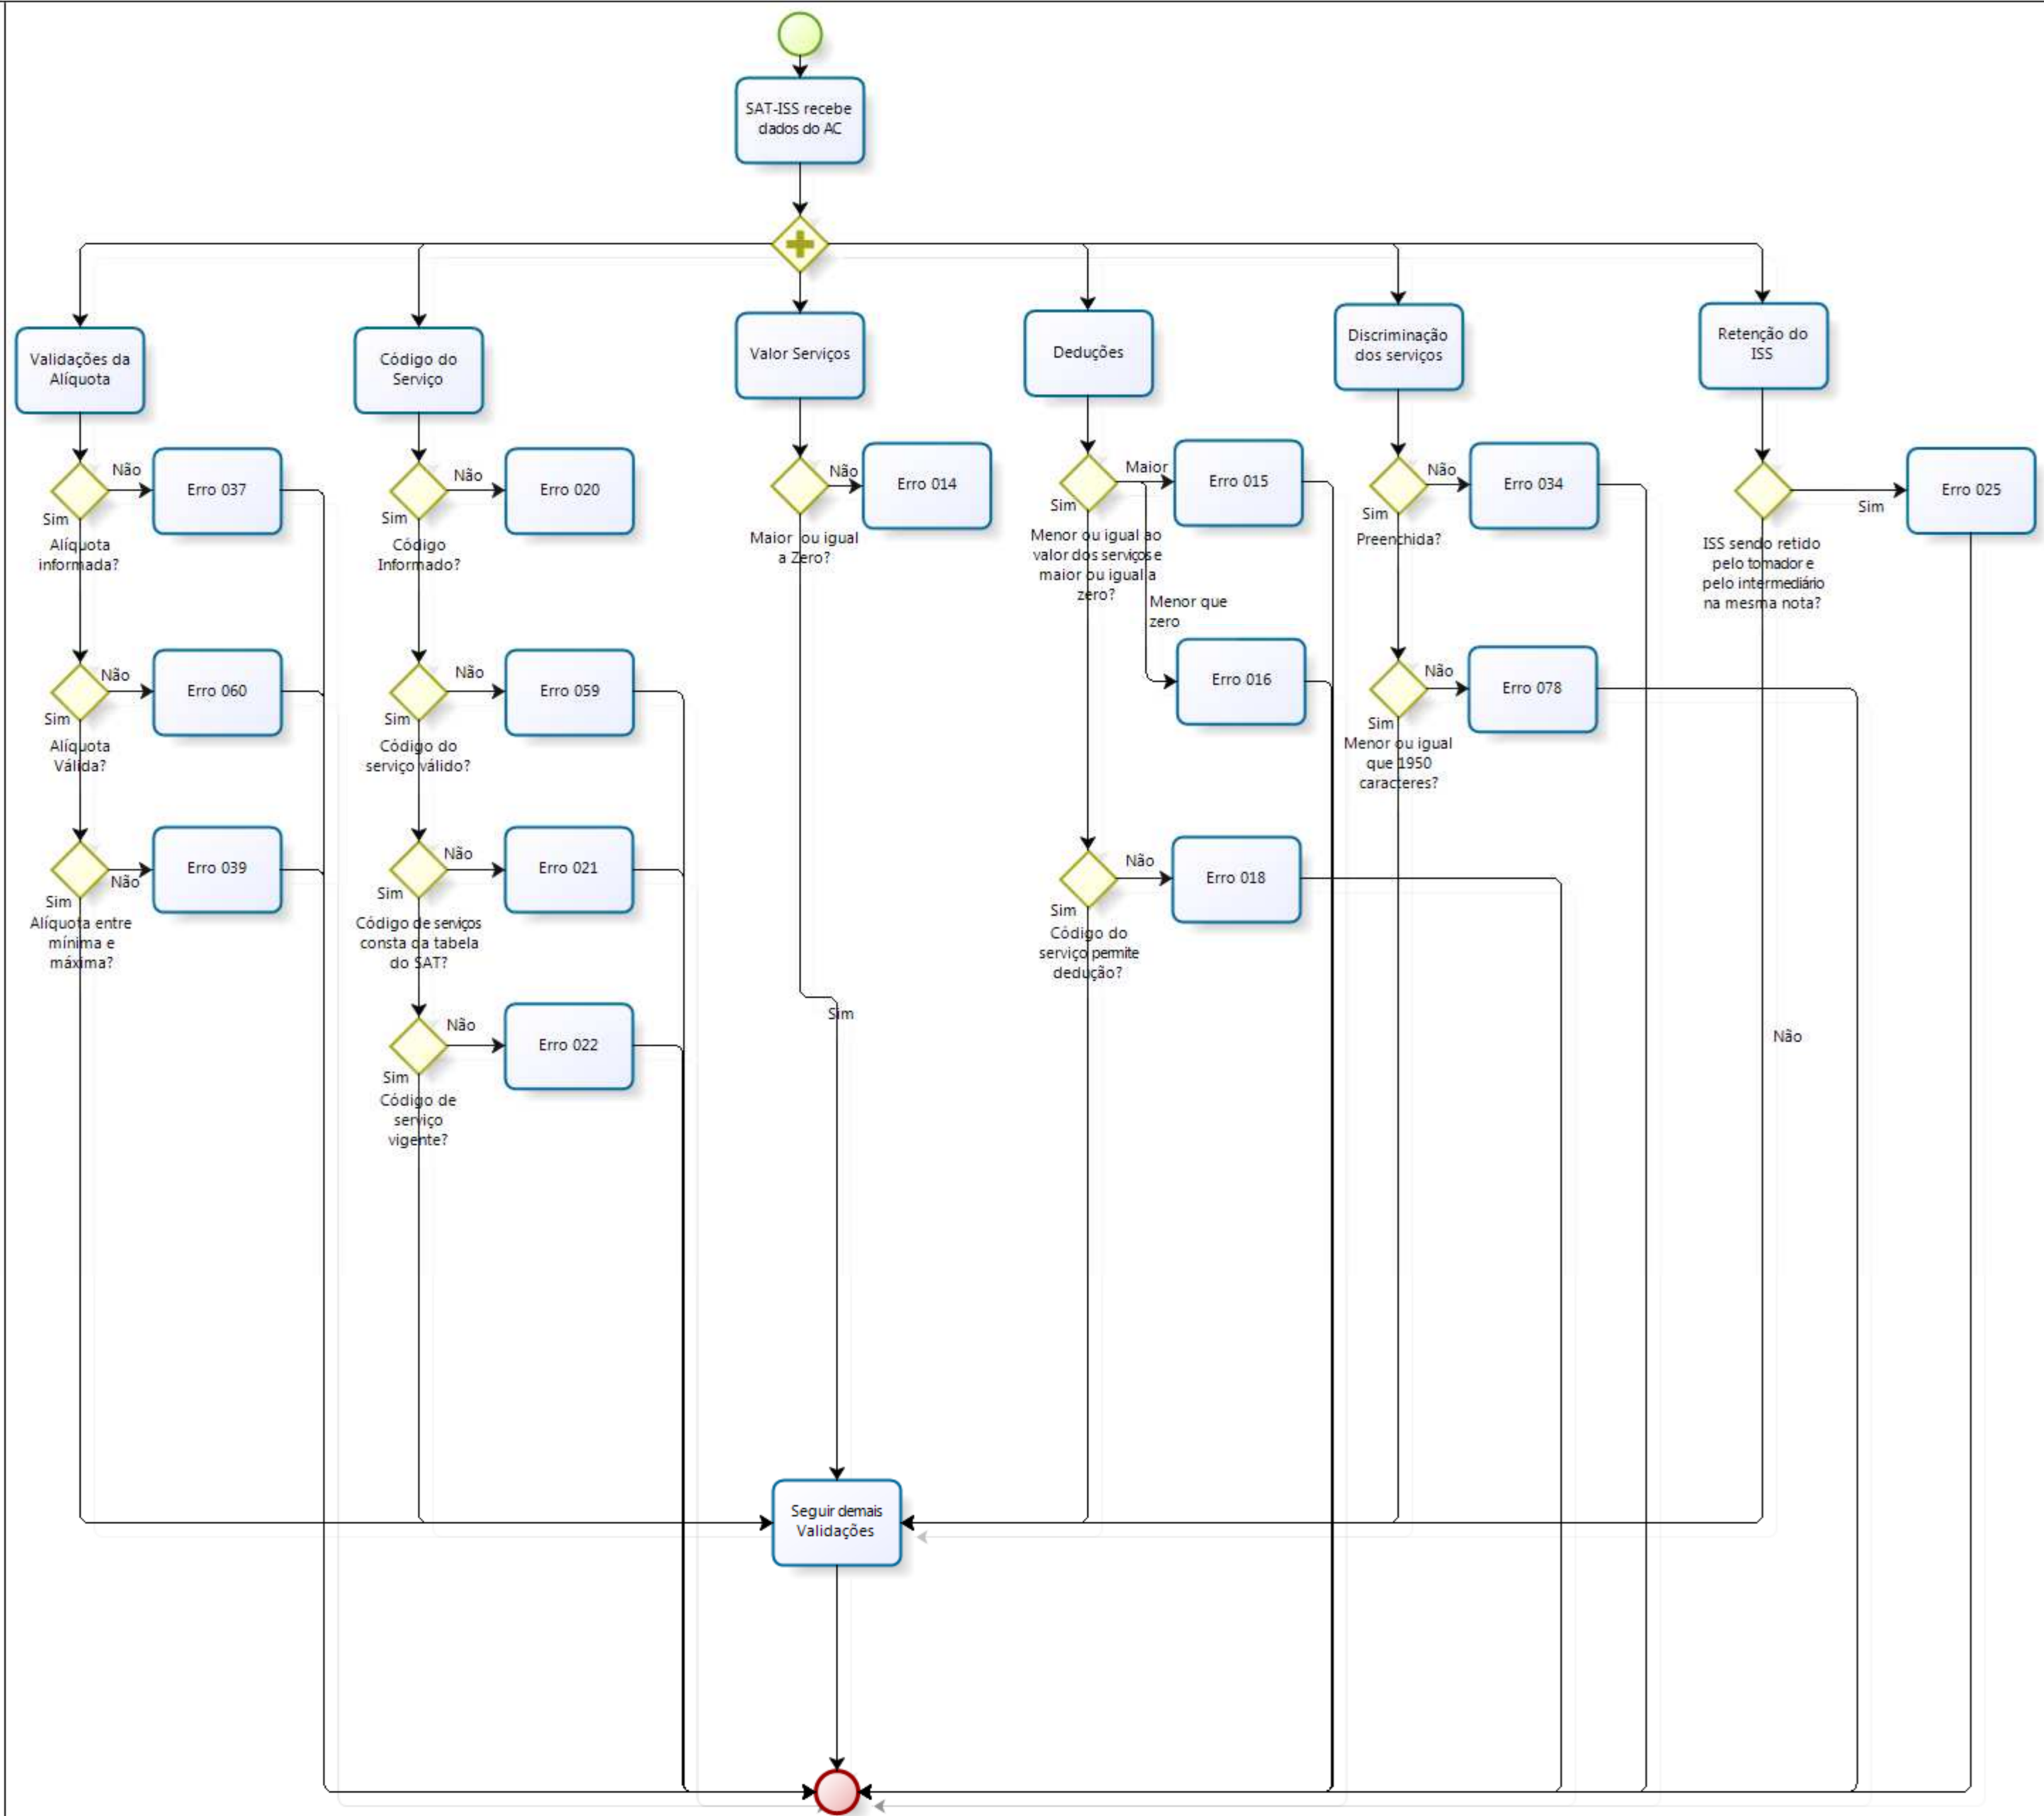 SAT-ISS recebe
dados do AC
Validações da
Alíquota
Código do
Serviço
Valor Serviços
Deduções
Discriminação
dos serviços
Retenção do
ISS
Não
Erro 037
Sim
Alíquota
informada?
Não
Erro 020
Sim
Código
Informado?
Não
Erro 014
Maior ou igual
a Zero?
Maior
Erro 015
Sim
Menor ou igual ao
valor dos serviços e
maior ou igual a
zero?
Menor que
zero
Erro 016
Não
Erro 034
Sim
Preenchida?
Sim
Erro 025
ISS sendo retido
pelo tomador e
pelo intermediário
na mesma nota?
Não
Erro 060
Sim
Alíquota
Válida?
Não
Erro 059
Sim
Código do
serviço válido?
Não
Erro 078
Sim
Menor ou igual
que 1950
caracteres?
Não
Erro 039
Sim
Alíquota entre
mínima e
máxima?
Não
Erro 021
Sim
Código de serviços
consta da tabela
do SAT?
Não
Erro 018
Sim
Código do
serviço permite
dedução?
Não
Erro 022
Sim
Código de
serviço
vigente?
Sim
Não
Seguir demais
Validações